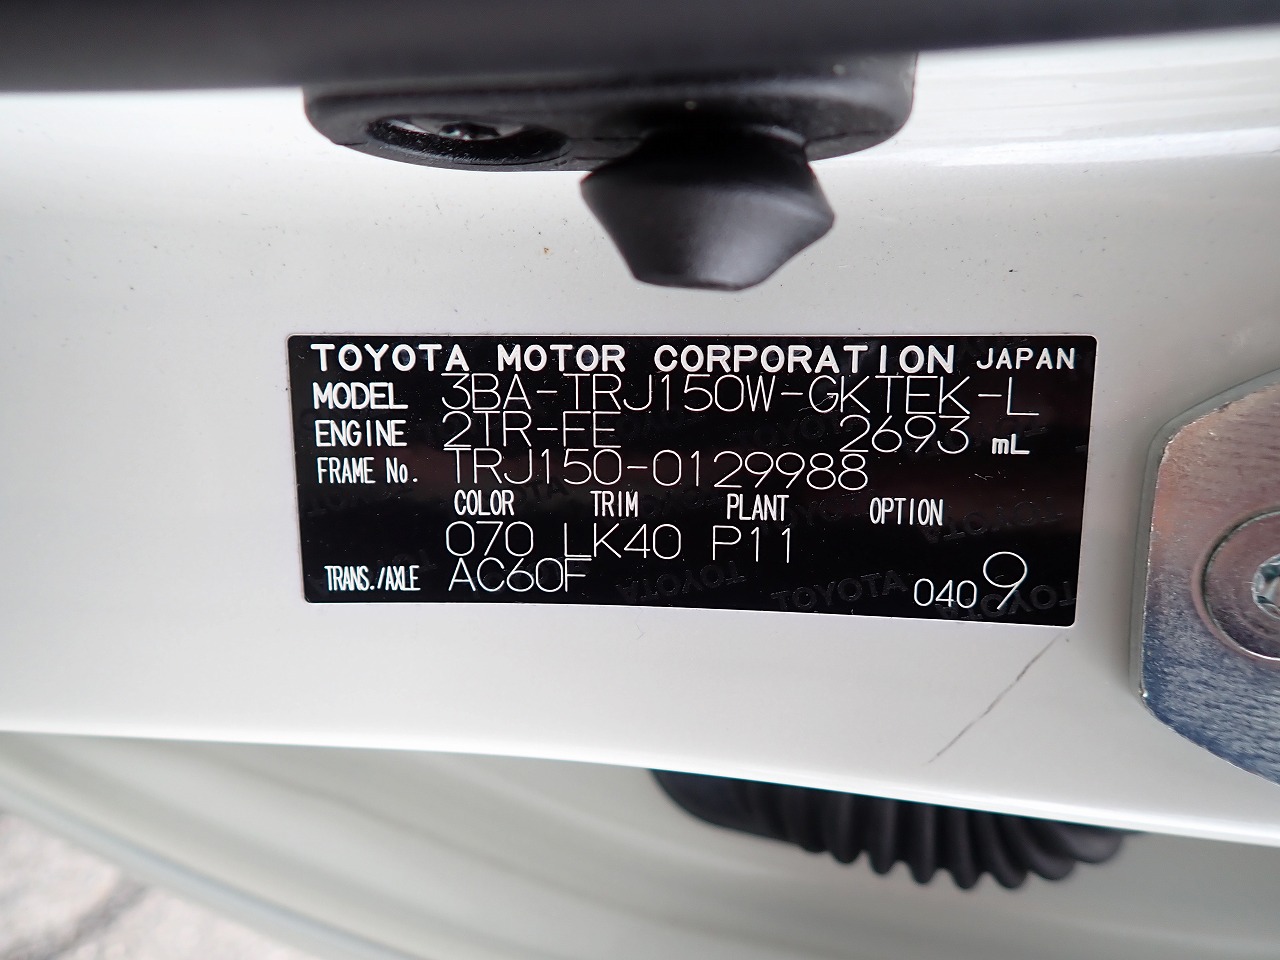 TOYOTA MOTOR CORPORATION JAPAN
MODEL 3BA-TRJ150W-GKTEK-L
ENGINE 2TR-FE 2693 mL
FRAME No. TRJ150-0129988
COLOR TRIM PLANT OPTION
070 LK40 P11
TRANS./AXLE AC60F
0409